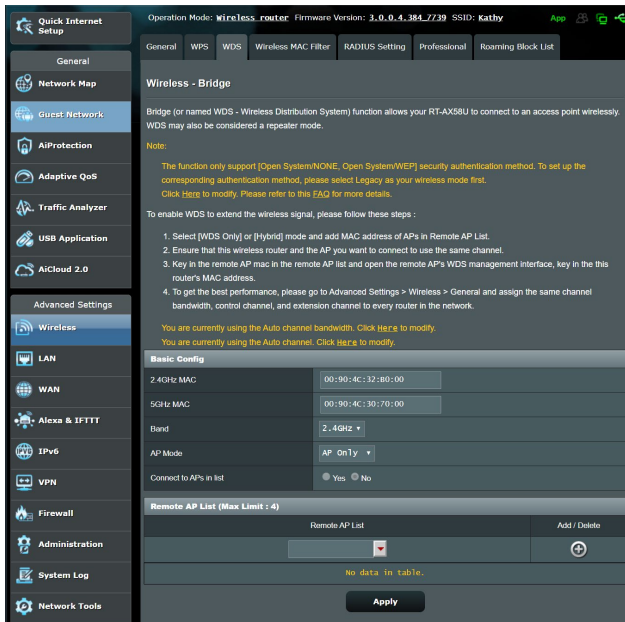 Quick Internet
Setup
General
Network Map
Guest Network
AiProtection
Adaptive QoS
Traffic Analyzer
USB Application
AiCloud 2.0
Advanced Settings
Wireless
LAN
WAN
Alexa & IFTTT
IPv6
VPN
Firewall
Administration
System Log
Network Tools
Operation Mode: Wireless router Firmware Version: 3.0.0.4.384_7739 SSID: Kathy App
General WPS WDS Wireless MAC Filter RADIUS Setting Professional Roaming Block List
Wireless - Bridge
Bridge (or named WDS - Wireless Distribution System) function allows your RT-AX58U to connect to an access point wirelessly.
WDS may also be considered a repeater mode.
Note:
The function only support [Open System/NONE, Open System/WEP] security authentication method. To set up the
corresponding authentication method, please select Legacy as your wireless mode first.
Click Here to modify. Please refer to this FAQ for more details.
To enable WDS to extend the wireless signal, please follow these steps :
1. Select [WDS Only] or [Hybrid] mode and add MAC address of APs in Remote AP List.
2. Ensure that this wireless router and the AP you want to connect to use the same channel.
3. Key in the remote AP mac in the remote AP list and open the remote AP's WDS management interface, key in the this
router's MAC address.
4. To get the best performance, please go to Advanced Settings > Wireless > General and assign the same channel
bandwidth, control channel, and extension channel to every router in the network.
You are currently using the Auto channel bandwidth. Click Here to modify.
You are currently using the Auto channel. Click Here to modify.
Basic Config
2.4GHz MAC 00:90:4C:32:B0:00
5GHz MAC 00:90:4C:30:70:00
Band 2.4GHz
AP Mode AP Only
Connect to APs in list Yes No
Remote AP List (Max Limit : 4)
Remote AP List Add / Delete
No data in table.
Apply